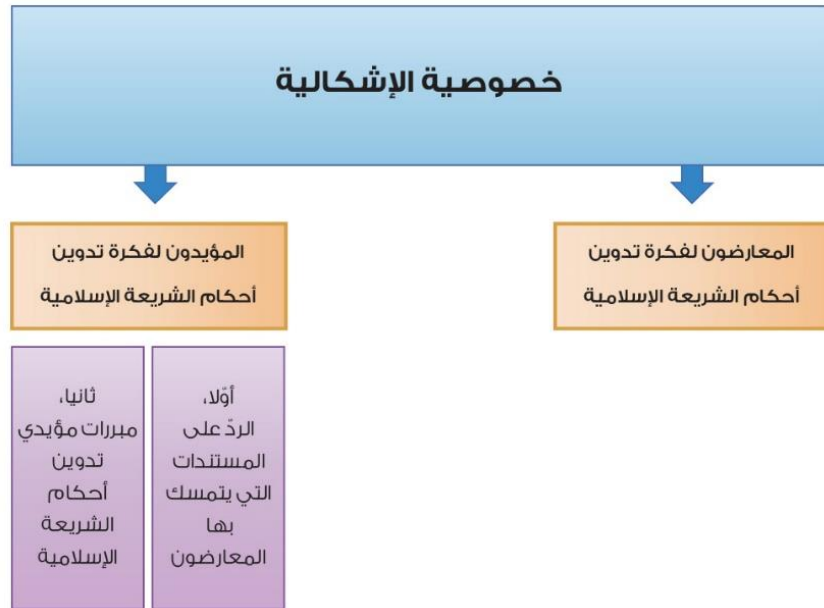 خصوصية الإشكالية
المعارضون لفكرة تدوين
أحكام الشريعة الإسلامية
المؤيدون لفكرة تدوين
أحكام الشريعة الإسلامية
أوّلا،
الردّ على
المستندات
التي يتمسك
بها
المعارضون
ثانيا،
مبررات مؤيدي
تدوين
أحكام
الشريعة
الإسلامية